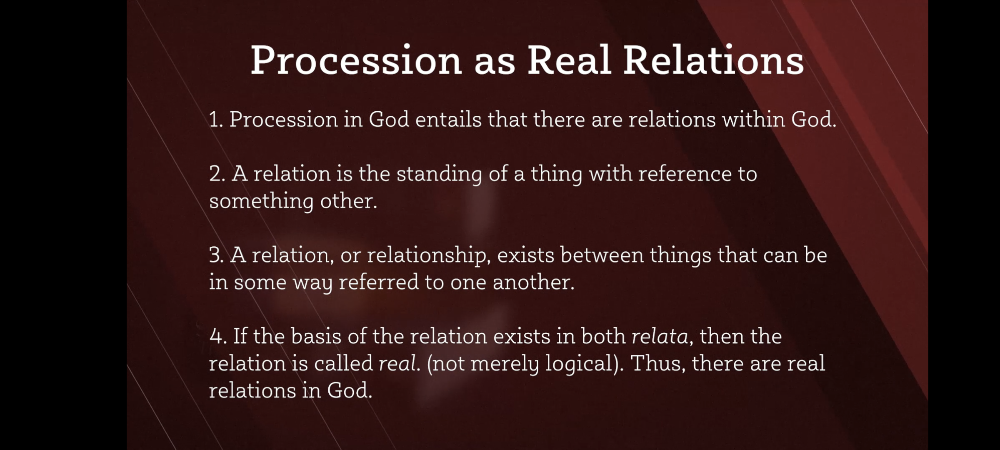 Procession as Real Relations
1. Procession in God entails that there are relations within God.
2. A relation is the standing of a thing with reference to
something other.
3. A relation, or relationship, exists between things that can be
in some way referred to one another.
4. If the basis of the relation exists in both relata, then the
relation is called real. (not merely logical). Thus, there are real
relations in God.